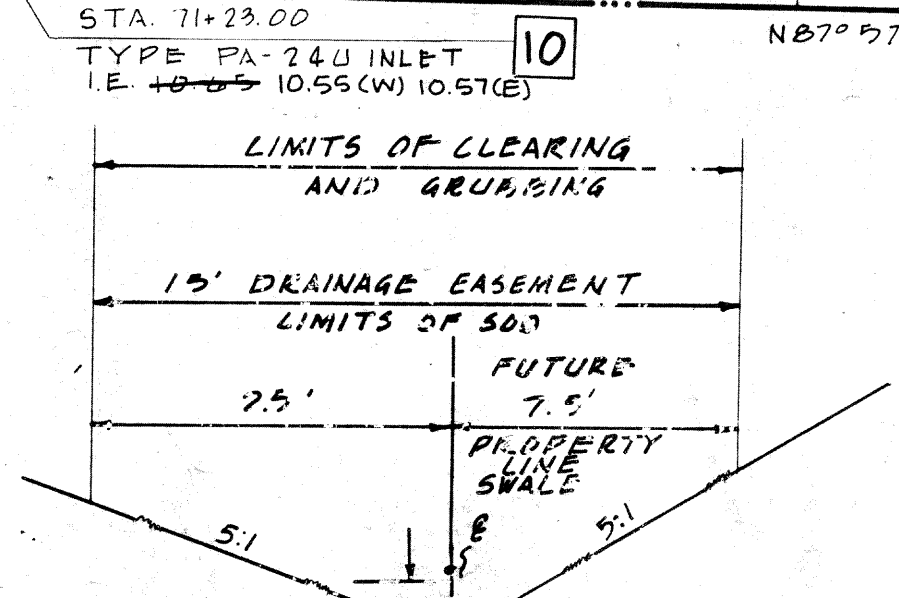 STA. 71+23.00
TYPE PA-24U INLET
10
N87° 57
I.E. 10.65 10.55(W) 10.57(E)
LIMITS OF CLEARING
AND GRUBBING
15' DRAINAGE EASEMENT
LIMITS OF SOD
FUTURE
7.5'
7.5'
PROPERTY
LINE
SWALE
5:1
5:1